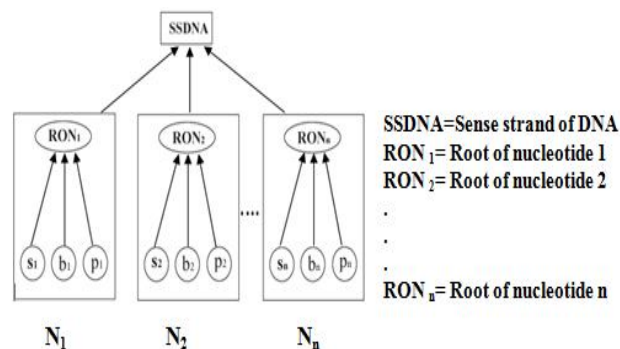 SSDNA
RON₁ RON₂ RONₙ
s₁ b₁ p₁ s₂ b₂ p₂ .... sₙ bₙ pₙ
N₁ N₂ Nₙ
SSDNA=Sense strand of DNA
RON ₁= Root of nucleotide 1
RON ₂= Root of nucleotide 2
.
.
.
RON ₙ= Root of nucleotide n